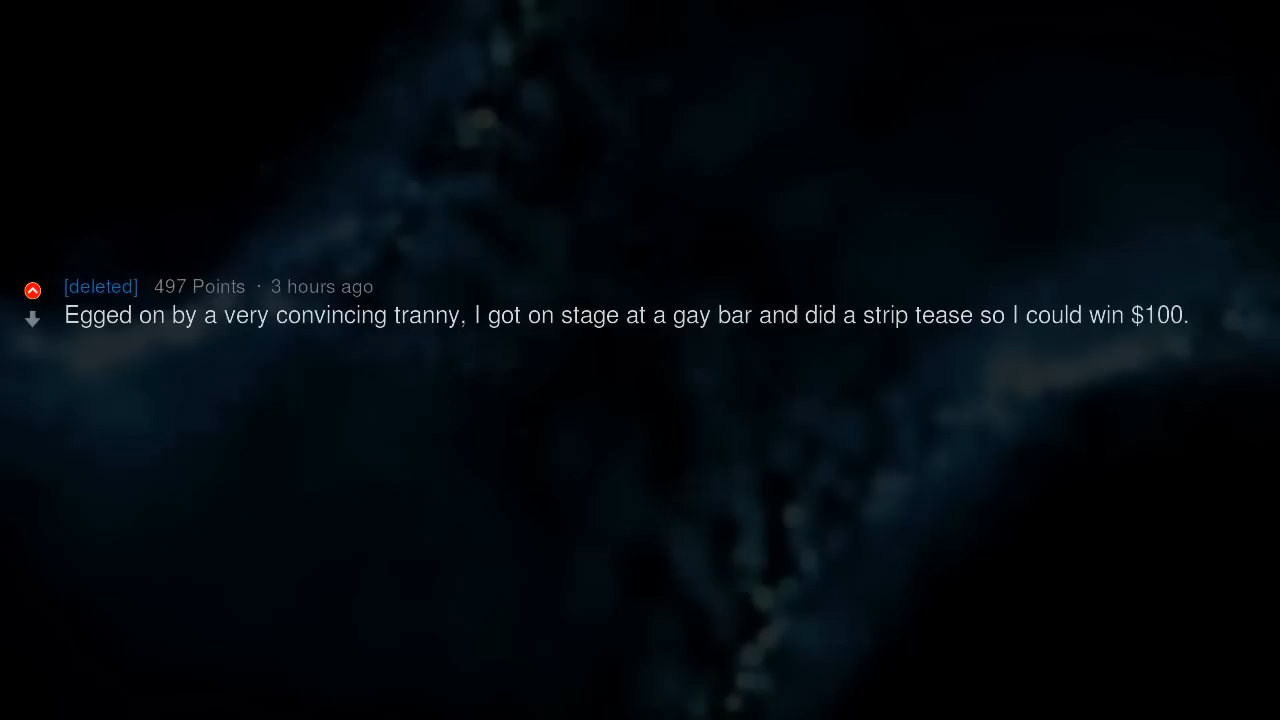 [deleted] 497 Points · 3 hours ago
Egged on by a very convincing tranny, I got on stage at a gay bar and did a strip tease so I could win $100.